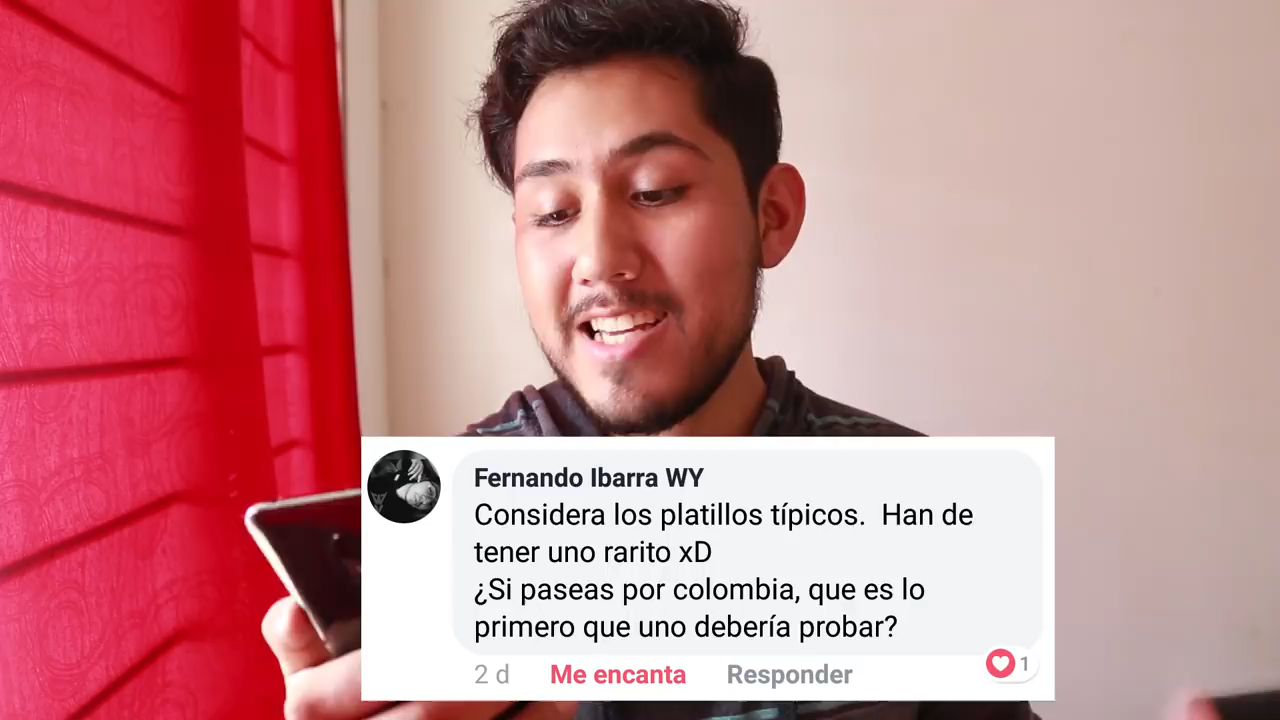 Fernando Ibarra WY
Considera los platillos típicos.  Han de
tener uno rarito xD
¿Si paseas por colombia, que es lo
primero que uno debería probar?
2 d Me encanta Responder 1